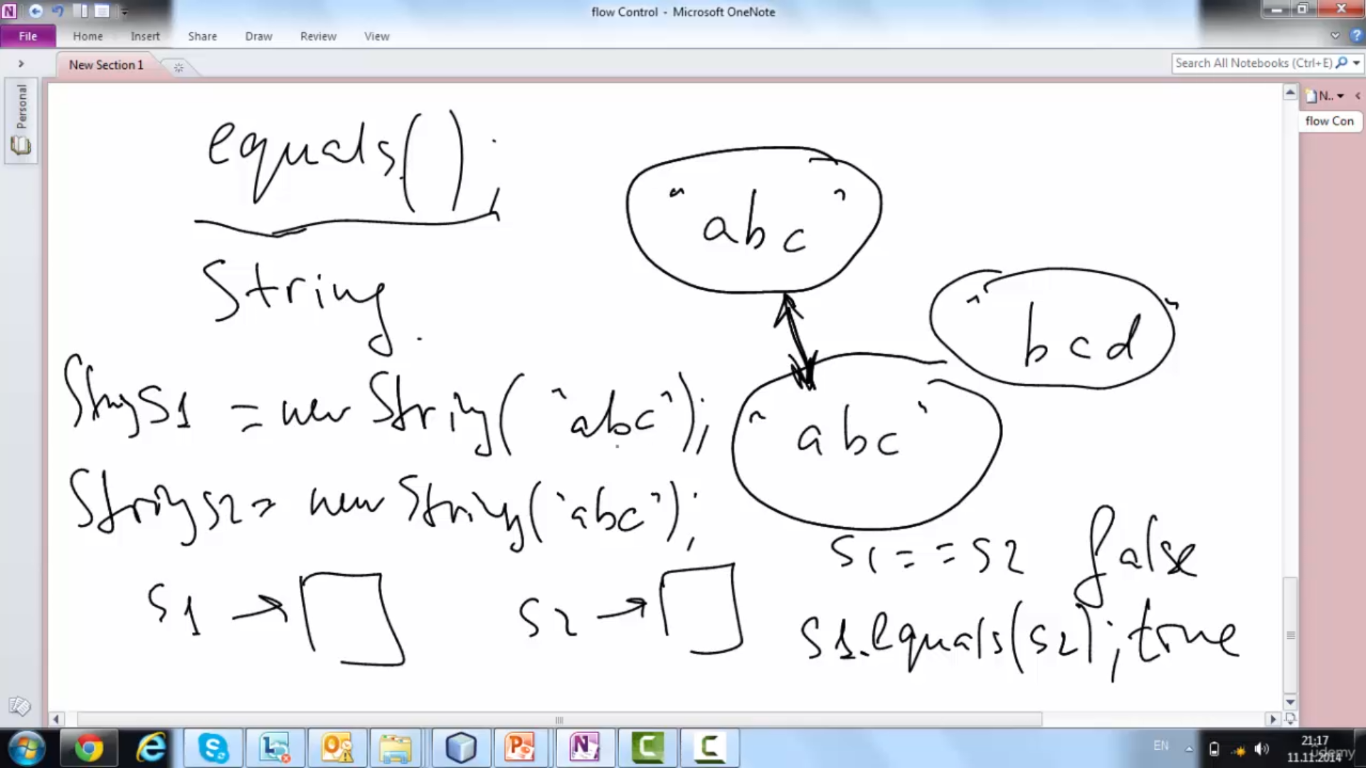 flow Control - Microsoft OneNote
File Home Insert Share Draw Review View
New Section 1
Search All Notebooks (Ctrl+E)
Personal
N..
flow Con
equals();
String
"abc"
"bcd"
"abc"
String S1 = new String("abc");
String S2 = new String("abc");
S1 == S2 false
S1.equals(S2); true
S1 →
S2 →
EN
21:17
11.11.2014
udemy